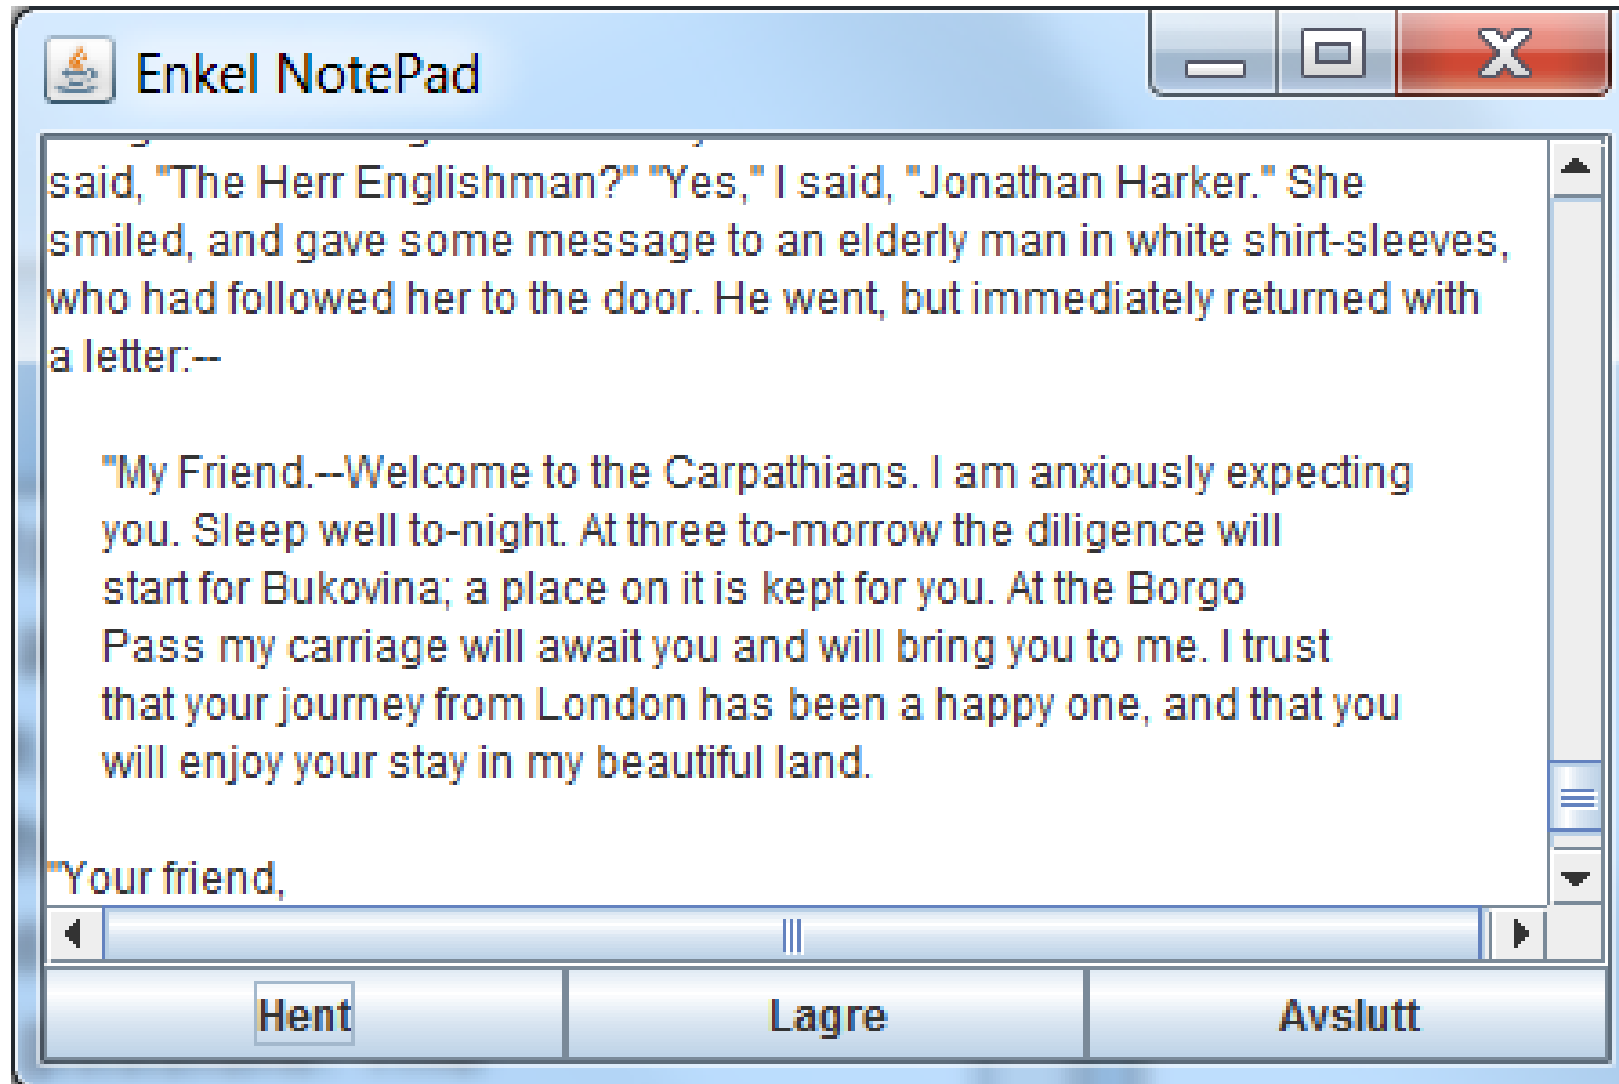 Enkel NotePad
said, "The Herr Englishman?" "Yes," I said, "Jonathan Harker." She
smiled, and gave some message to an elderly man in white shirt-sleeves,
who had followed her to the door. He went, but immediately returned with
a letter:--
"My Friend.--Welcome to the Carpathians. I am anxiously expecting
you. Sleep well to-night. At three to-morrow the diligence will
start for Bukovina; a place on it is kept for you. At the Borgo
Pass my carriage will await you and will bring you to me. I trust
that your journey from London has been a happy one, and that you
will enjoy your stay in my beautiful land.
"Your friend,
Hent Lagre Avslutt